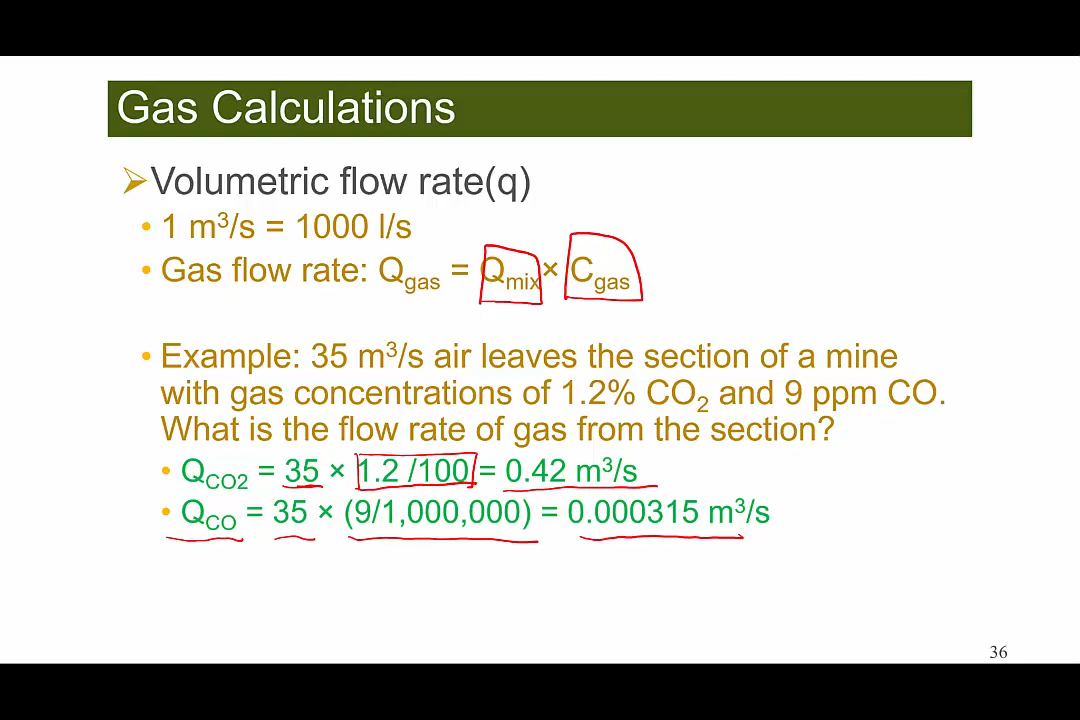 Gas Calculations
➢Volumetric flow rate(q)
• 1 m³/s = 1000 l/s
• Gas flow rate: Q_gas = Q_mix × C_gas
• Example: 35 m³/s air leaves the section of a mine
with gas concentrations of 1.2% CO₂ and 9 ppm CO.
What is the flow rate of gas from the section?
• Q_CO2 = 35 × 1.2 /100 = 0.42 m³/s
• Q_CO = 35 × (9/1,000,000) = 0.000315 m³/s
36